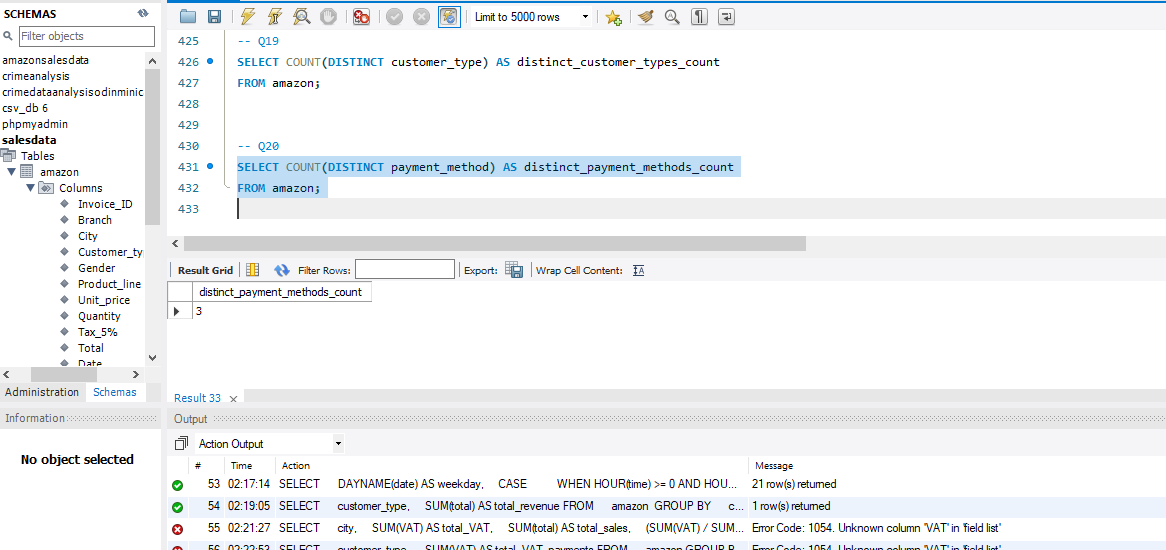 SCHEMAS
Filter objects
amazonsalesdata
crimeanalysis
crimedataanalysisodinminic
csv_db 6
phpmyadmin
salesdata
Tables
amazon
Columns
Invoice_ID
Branch
City
Customer_ty
Gender
Product_line
Unit_price
Quantity
Tax_5%
Total
Date
Administration Schemas
Information
No object selected
Limit to 5000 rows
425 -- Q19
426 SELECT COUNT(DISTINCT customer_type) AS distinct_customer_types_count
427 FROM amazon;
428
429
430 -- Q20
431 SELECT COUNT(DISTINCT payment_method) AS distinct_payment_methods_count
432 FROM amazon;
433
Result Grid Filter Rows: Export: Wrap Cell Content:
distinct_payment_methods_count
3
Result 33
Output
Action Output
# Time Action Message
53 02:17:14 SELECT DAYNAME(date) AS weekday, CASE WHEN HOUR(time) >= 0 AND HOU... 21 row(s) returned
54 02:19:05 SELECT customer_type, SUM(total) AS total_revenue FROM amazon GROUP BY c... 1 row(s) returned
55 02:21:27 SELECT city, SUM(VAT) AS total_VAT, SUM(total) AS total_sales, (SUM(VAT) / SUM... Error Code: 1054. Unknown column 'VAT' in 'field list'
56 02:22:53 SELECT customer_type, SUM(VAT) AS total_VAT_payments FROM amazon GROUP B... Error Code: 1054. Unknown column 'VAT' in 'field list'